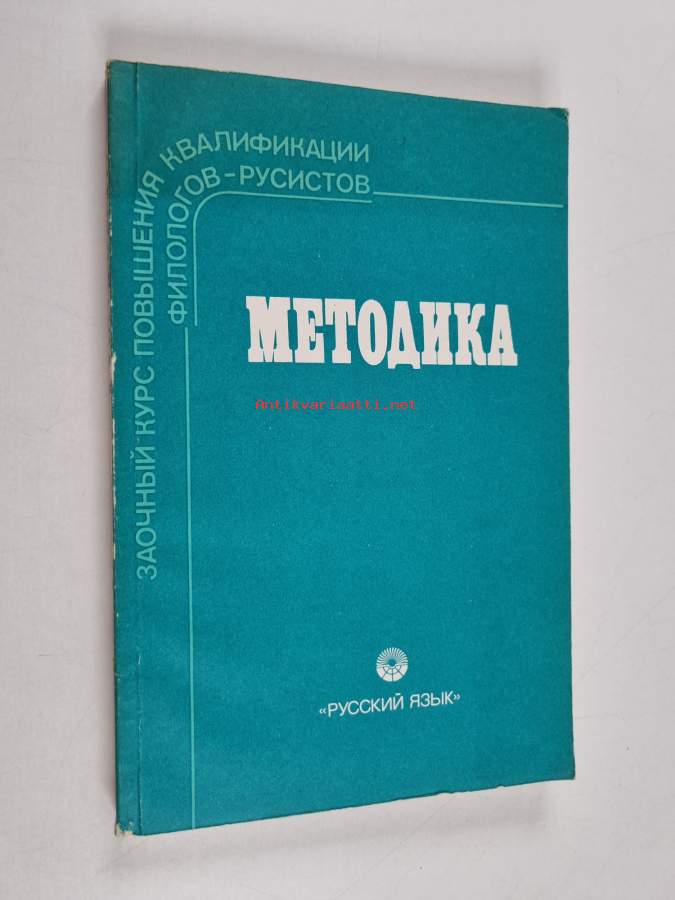 ЗАОЧНЫЙ КУРС ПОВЫШЕНИЯ КВАЛИФИКАЦИИ
ФИЛОЛОГОВ-РУСИСТОВ
МЕТОДИКА
Antikvariaatti.net
«РУССКИЙ ЯЗЫК»